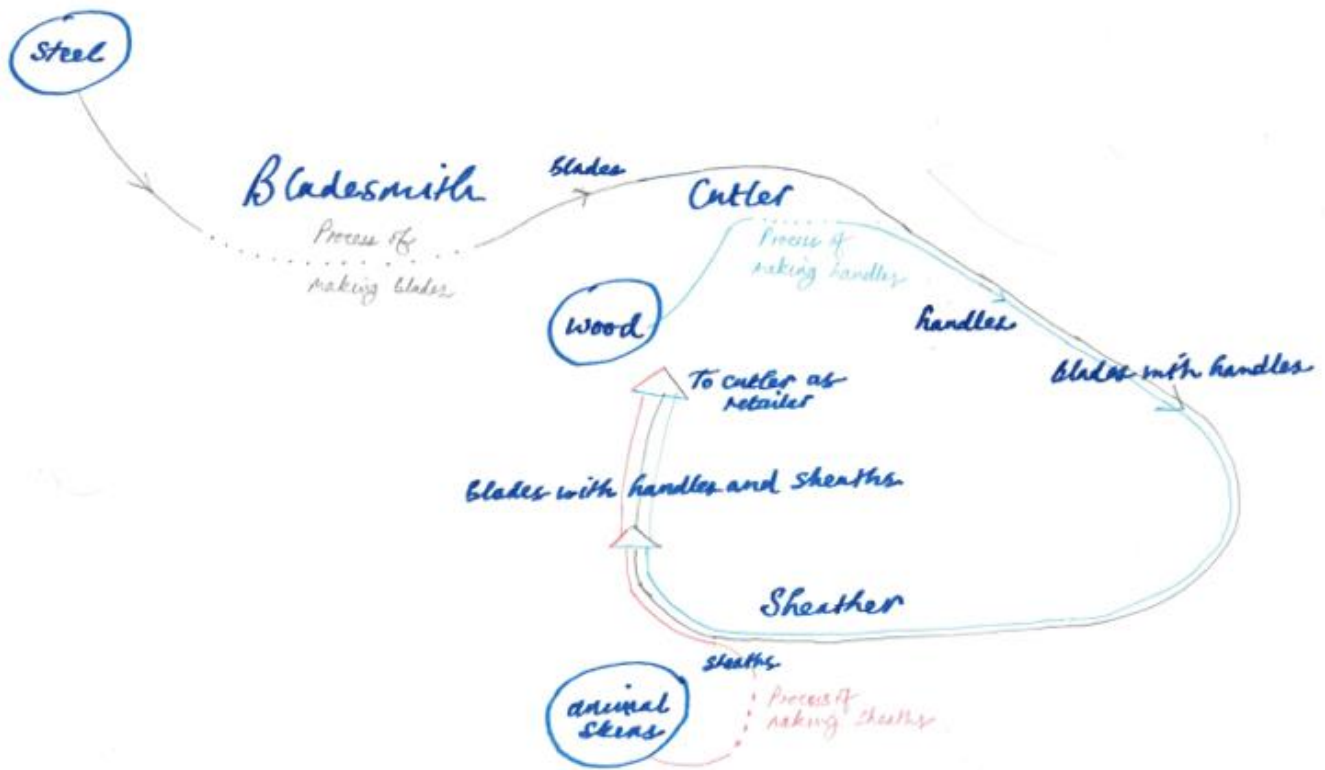 Steel
Bladesmith
Process of
making blades
blades
Cutler
Process of
making handles
wood
handles
blades with handles
To cutler as
retailer
blades with handles and sheaths
Sheather
sheaths
animal
skins
Process of
making sheaths